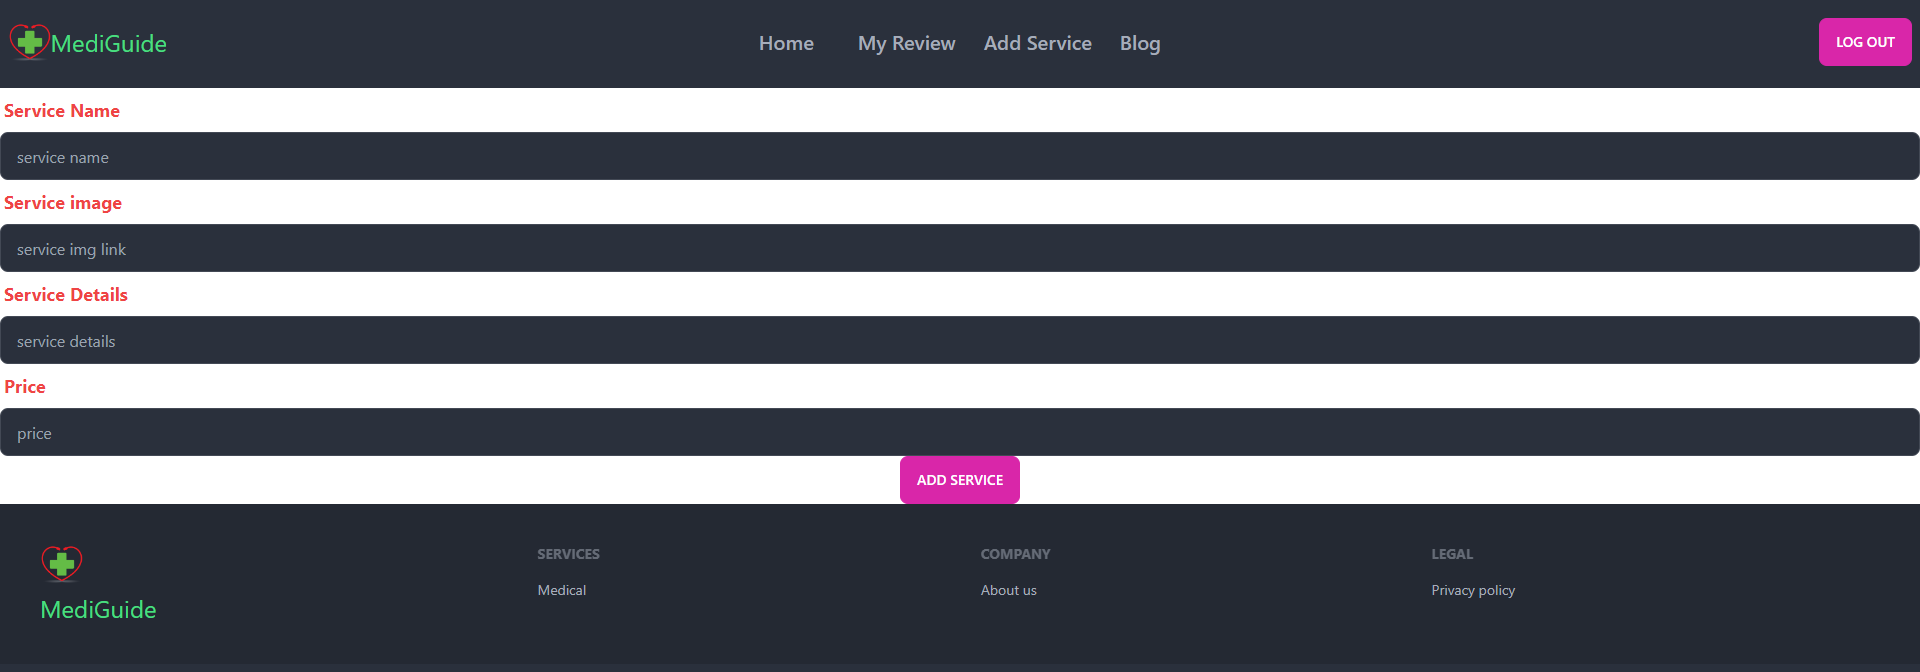 MediGuide
Home My Review Add Service Blog
LOG OUT
Service Name
service name
Service image
service img link
Service Details
service details
Price
price
ADD SERVICE
MediGuide
SERVICES
Medical
COMPANY
About us
LEGAL
Privacy policy